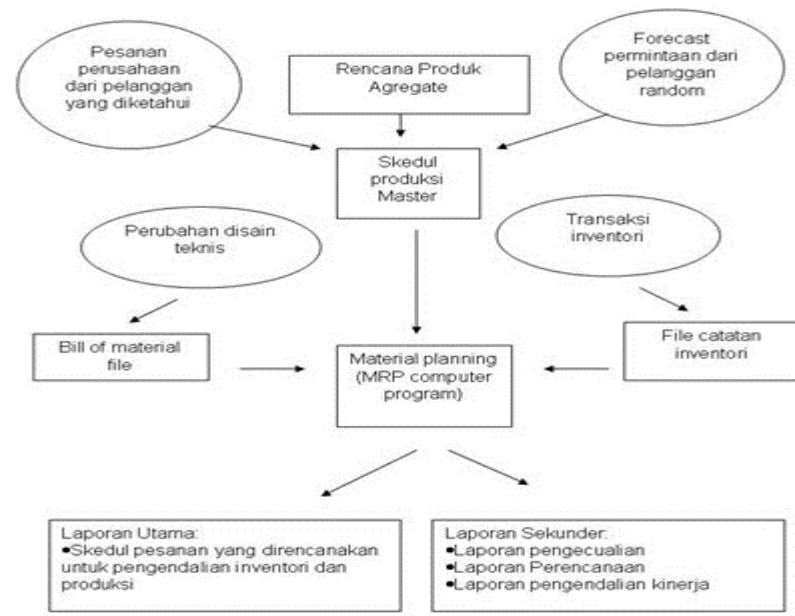 Pesanan
perusahaan
dari pelanggan
yang diketahui
Rencana Produk
Agregate
Forecast
permintaan dari
pelanggan
random
Skedul
produksi
Master
Perubahan disain
teknis
Transaksi
inventori
Bill of material
file
Material planning
(MRP computer
program)
File catatan
inventori
Laporan Utama:
•Skedul pesanan yang direncanakan
untuk pengendalian inventori dan
produksi
Laporan Sekunder:
•Laporan pengecualian
•Laporan Perencanaan
•Laporan pengendalian kinerja